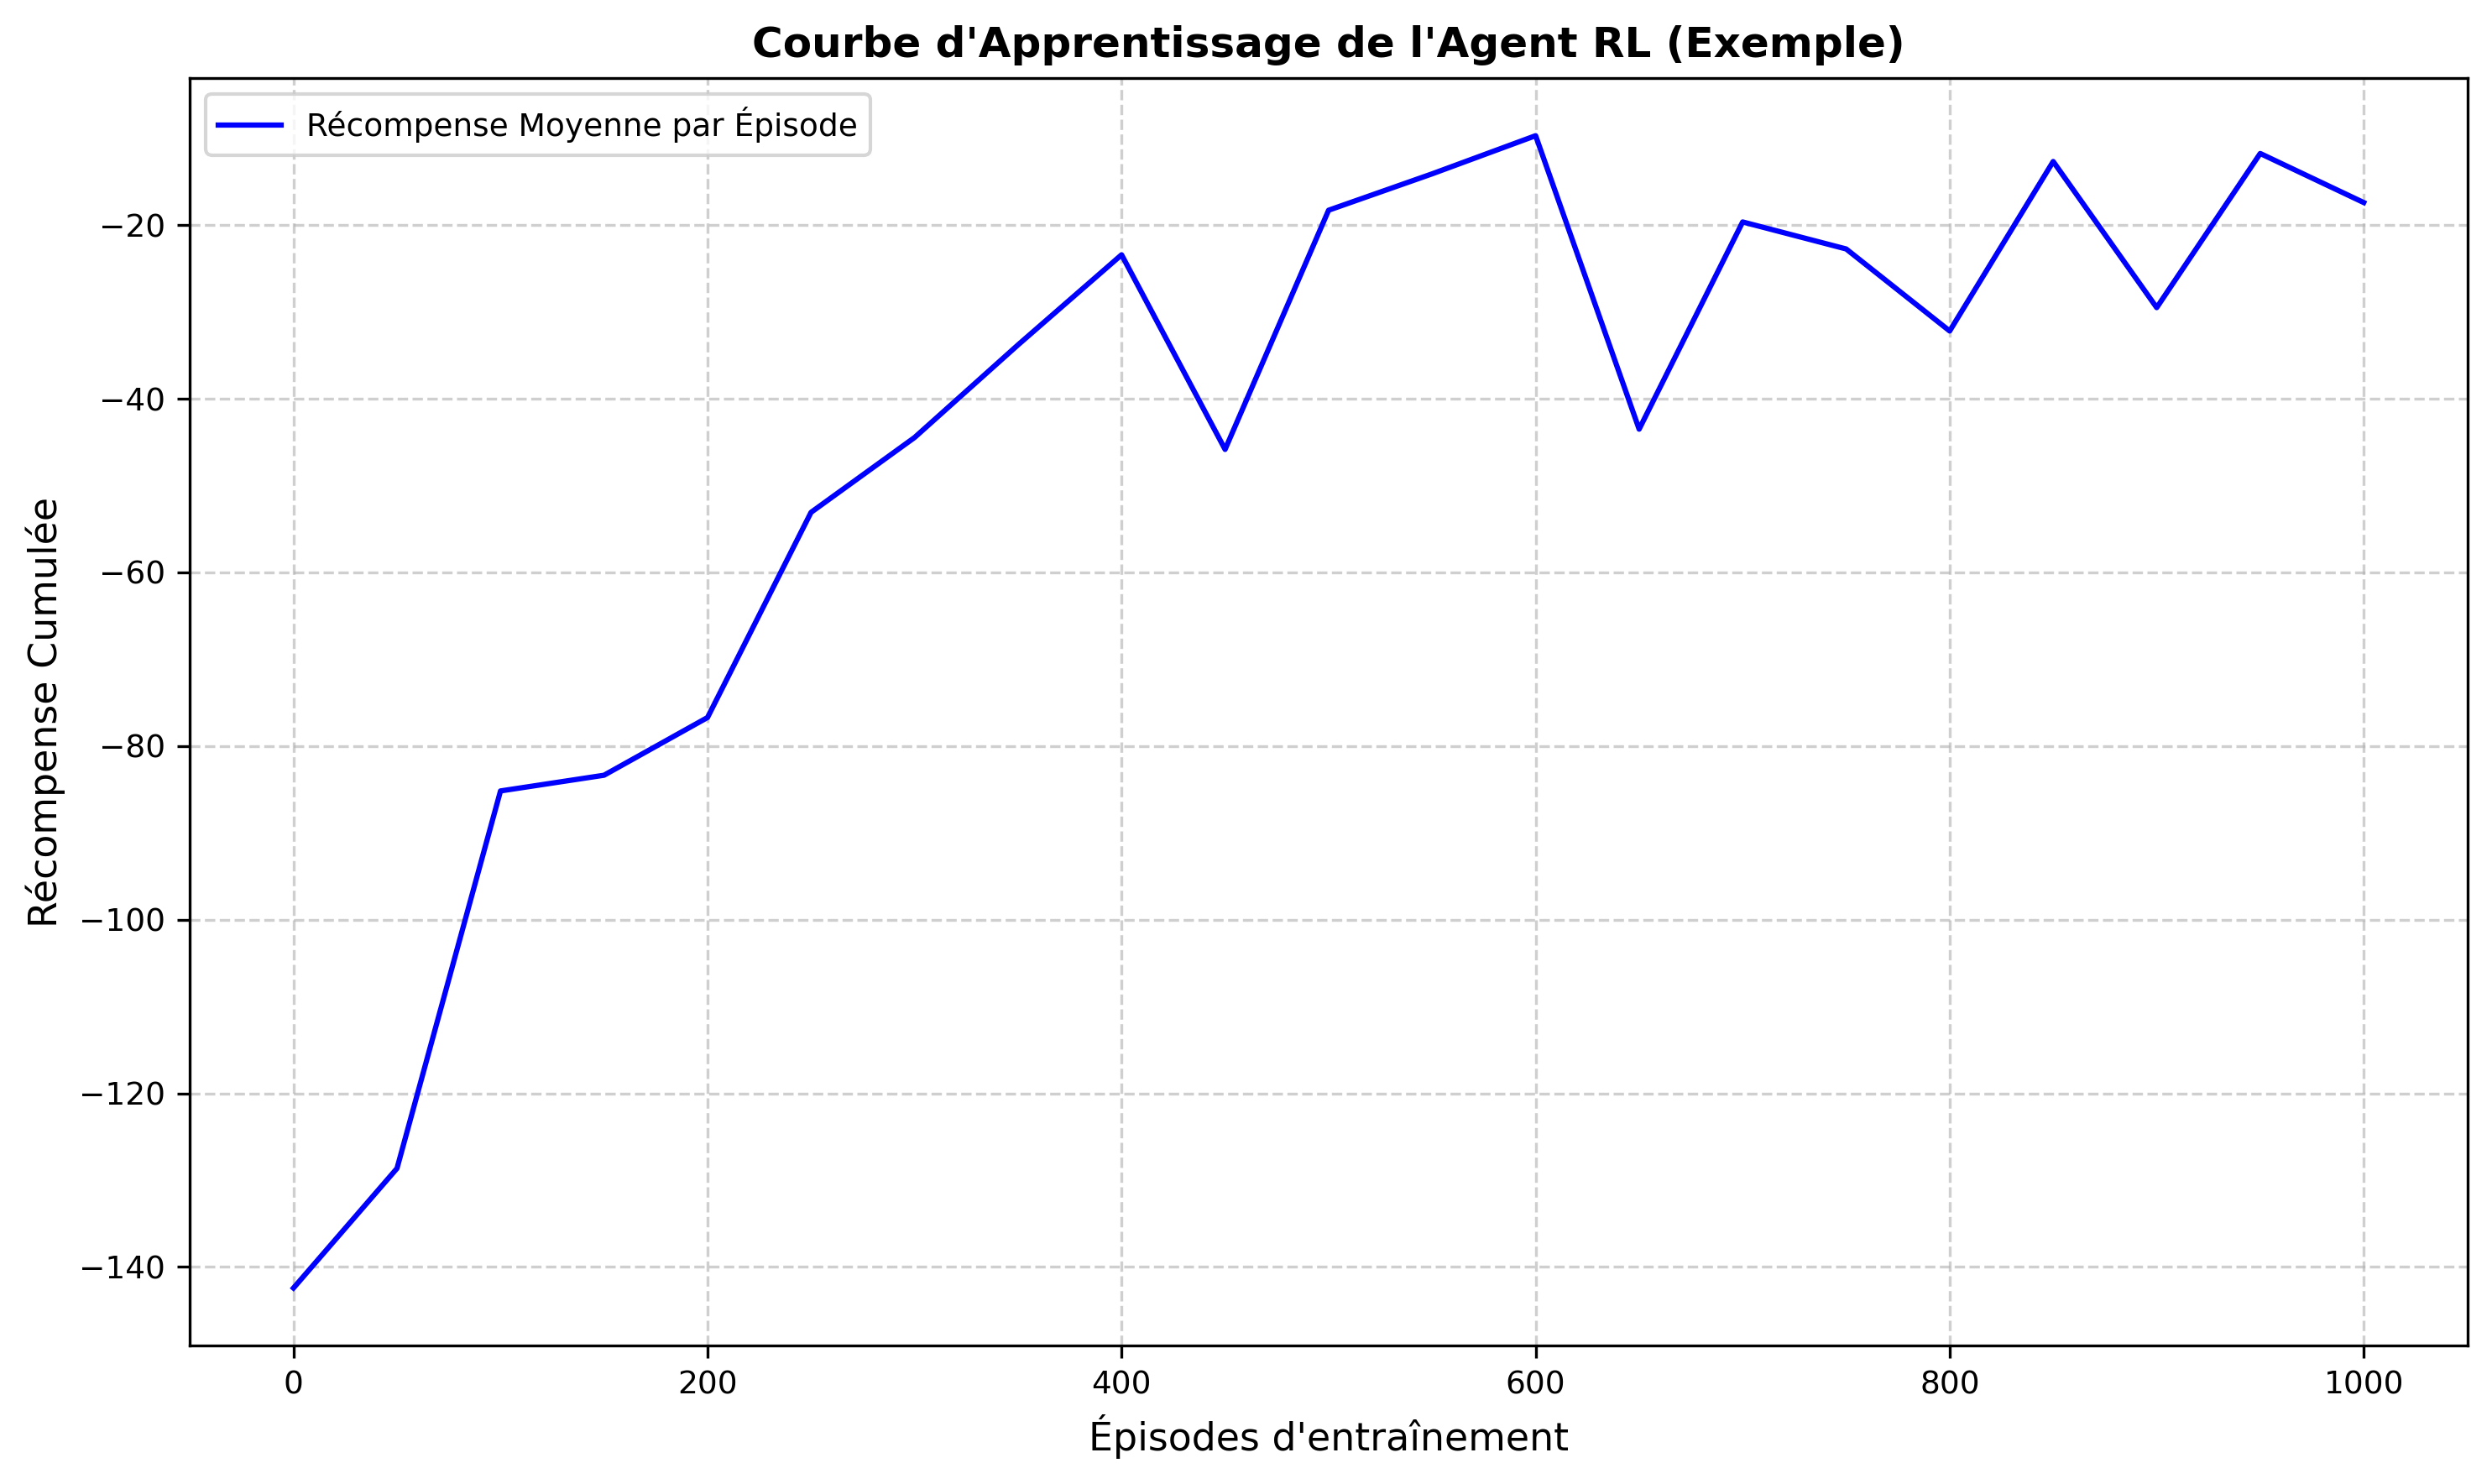 Courbe d'Apprentissage de l'Agent RL (Exemple)
Récompense Moyenne par Épisode
Récompense Cumulée
−20
−40
−60
−80
−100
−120
−140
0 200 400 600 800 1000
Épisodes d'entraînement